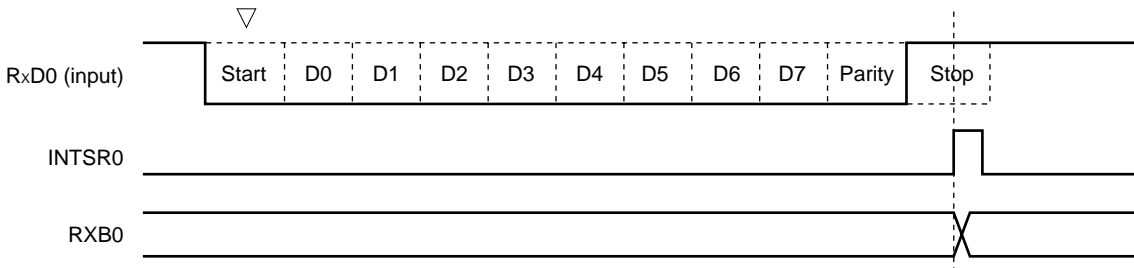 RxD0 (input) Start D0 D1 D2 D3 D4 D5 D6 D7 Parity Stop
INTSR0
RXB0